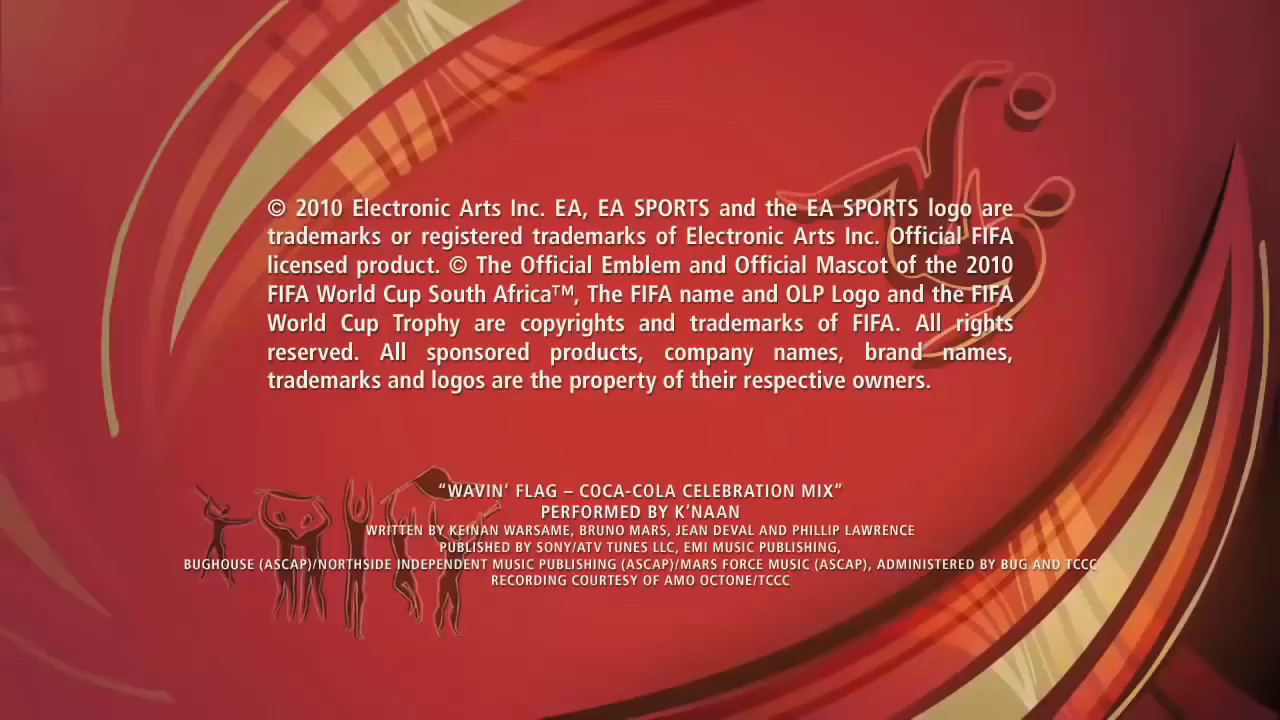 © 2010 Electronic Arts Inc. EA, EA SPORTS and the EA SPORTS logo are
trademarks or registered trademarks of Electronic Arts Inc. Official FIFA
licensed product. © The Official Emblem and Official Mascot of the 2010
FIFA World Cup South Africa™, The FIFA name and OLP Logo and the FIFA
World Cup Trophy are copyrights and trademarks of FIFA. All rights
reserved. All sponsored products, company names, brand names,
trademarks and logos are the property of their respective owners.
“WAVIN’ FLAG – COCA-COLA CELEBRATION MIX”
PERFORMED BY K’NAAN
WRITTEN BY KEINAN WARSAME, BRUNO MARS, JEAN DEVAL AND PHILLIP LAWRENCE
PUBLISHED BY SONY/ATV TUNES LLC, EMI MUSIC PUBLISHING,
BUGHOUSE (ASCAP)/NORTHSIDE INDEPENDENT MUSIC PUBLISHING (ASCAP)/MARS FORCE MUSIC (ASCAP), ADMINISTERED BY BUG AND TCCC
RECORDING COURTESY OF AMO OCTONE/TCCC